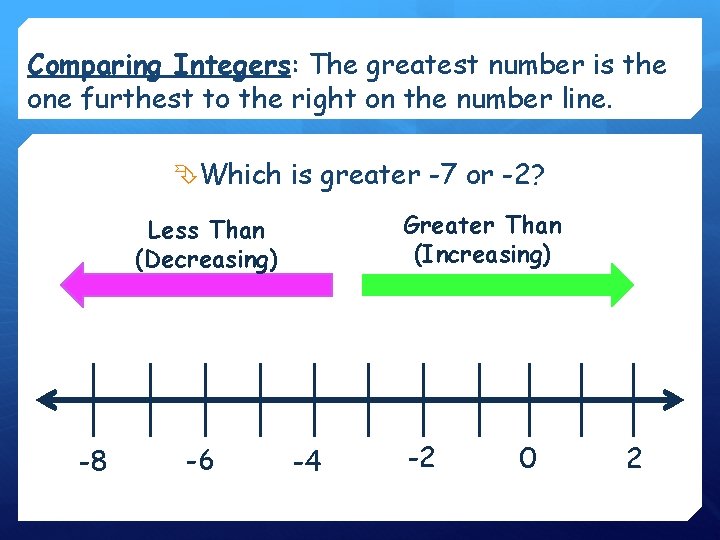 Comparing Integers: The greatest number is the
one furthest to the right on the number line.
Which is greater -7 or -2?
Less Than
(Decreasing)
Greater Than
(Increasing)
-8 -6 -4 -2 0 2